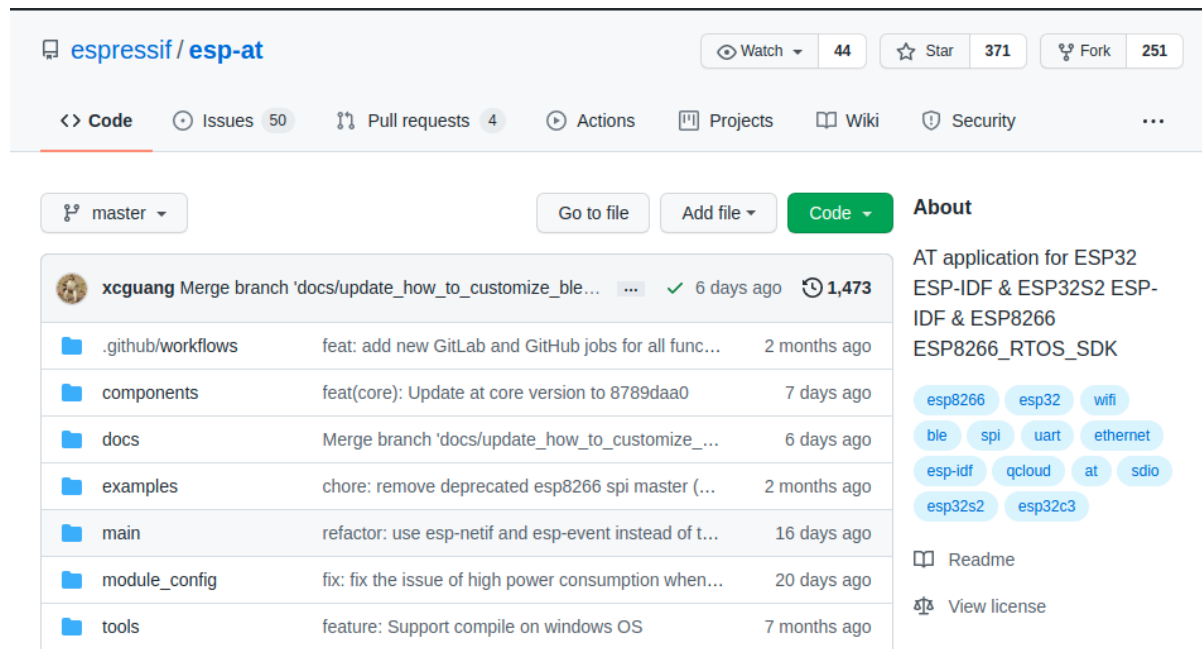 espressif / esp-at
Watch 44 Star 371 Fork 251
Code Issues 50 Pull requests 4 Actions Projects Wiki Security ...
master Go to file Add file Code
xcguang Merge branch 'docs/update_how_to_customize_ble... ... 6 days ago 1,473
.github/workflows feat: add new GitLab and GitHub jobs for all func... 2 months ago
components feat(core): Update at core version to 8789daa0 7 days ago
docs Merge branch 'docs/update_how_to_customize_... 6 days ago
examples chore: remove deprecated esp8266 spi master (... 2 months ago
main refactor: use esp-netif and esp-event instead of t... 16 days ago
module_config fix: fix the issue of high power consumption when... 20 days ago
tools feature: Support compile on windows OS 7 months ago
About
AT application for ESP32
ESP-IDF & ESP32S2 ESP-
IDF & ESP8266
ESP8266_RTOS_SDK
esp8266 esp32 wifi
ble spi uart ethernet
esp-idf qcloud at sdio
esp32s2 esp32c3
Readme
View license